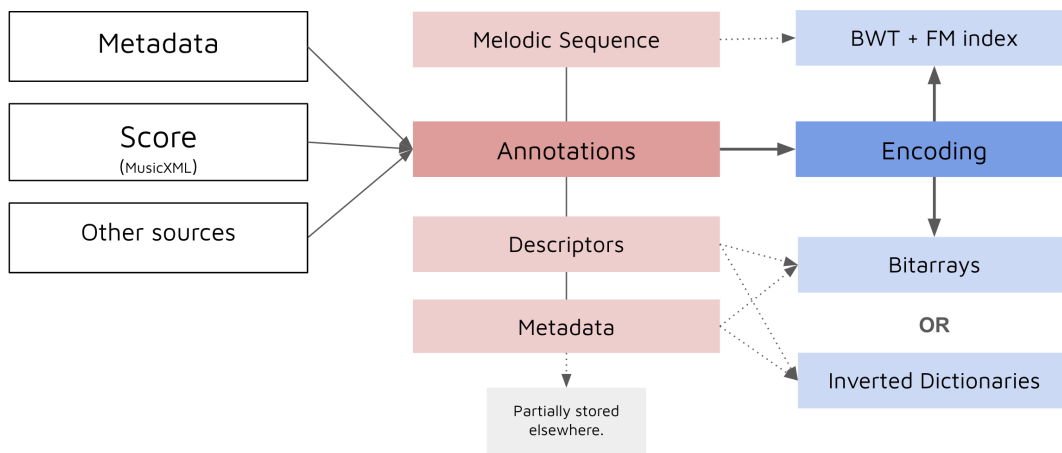 Metadata
Score
(MusicXML)
Other sources
Melodic Sequence
Annotations
Descriptors
Metadata
Partially stored
elsewhere.
BWT + FM index
Encoding
Bitarrays
OR
Inverted Dictionaries